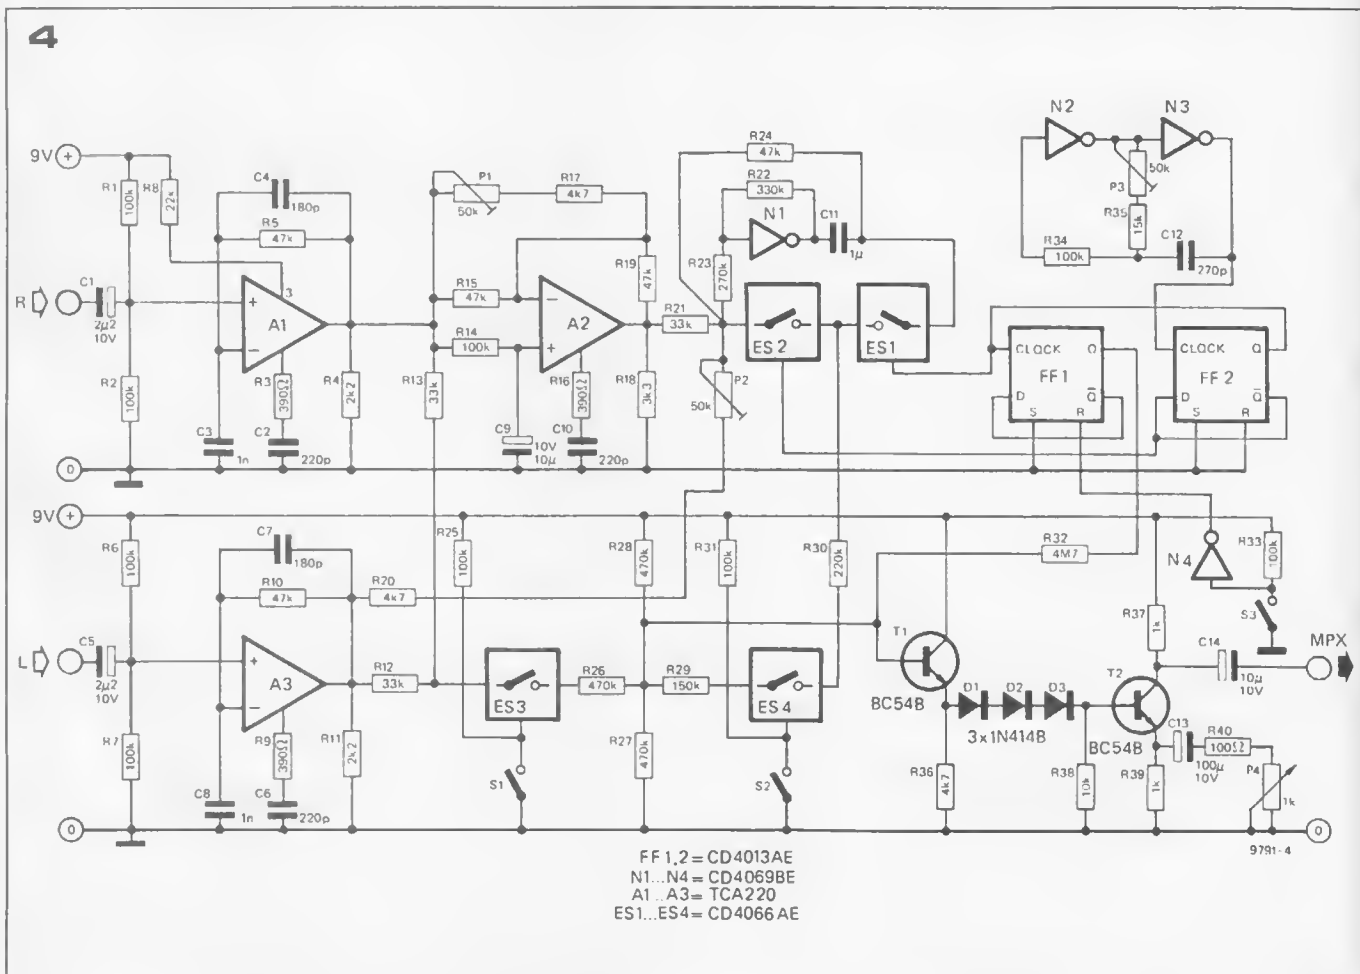 4
9V +
R1
100k
R8
22k
C4
180p
R5
47k
R
C1
2µ2
10V
+
3
A1
−
R2
100k
R3
390Ω
R4
2k2
C3
1n
C2
220p
0
P1
50k
R17
4k7
R15
47k
R14
100k
R13
33k
−
A2
+
R19
47k
R21
33k
R16
390Ω
R18
3k3
C9
10V
10µ
C10
220p
R24
47k
R22
330k
N1
C11
1µ
R23
270k
ES2
ES1
P2
50k
N2
N3
50k
P3
R35
15k
R34
100k
C12
270p
CLOCK
Q
FF1
D
Q
S
R
CLOCK
Q
FF2
D
Q
S
R
9V +
R6
100k
C7
180p
R10
47k
R20
4k7
L
C5
2µ2
10V
+
A3
−
R12
33k
R7
100k
R9
390Ω
R11
2k2
C8
1n
C6
220p
0
R25
100k
R28
470k
R31
100k
R30
220k
R32
4M7
N4
R33
100k
S3
ES3
R26
470k
R29
150k
ES4
R27
470k
S1
S2
T1
BC548
D1
D2
D3
3x1N4148
R36
4k7
R38
10k
R37
1k
T2
BC548
R39
1k
C14
10µ
10V
MPX
C13
100µ
10V
R40
100Ω
P4
1k
0
9791-4
FF1,2=CD4013AE
N1...N4=CD4069BE
A1...A3=TCA220
ES1...ES4=CD4066AE